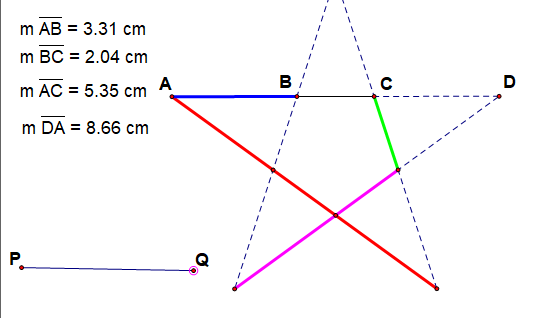 m AB = 3.31 cm
m BC = 2.04 cm
m AC = 5.35 cm
m DA = 8.66 cm
A B C D
P Q